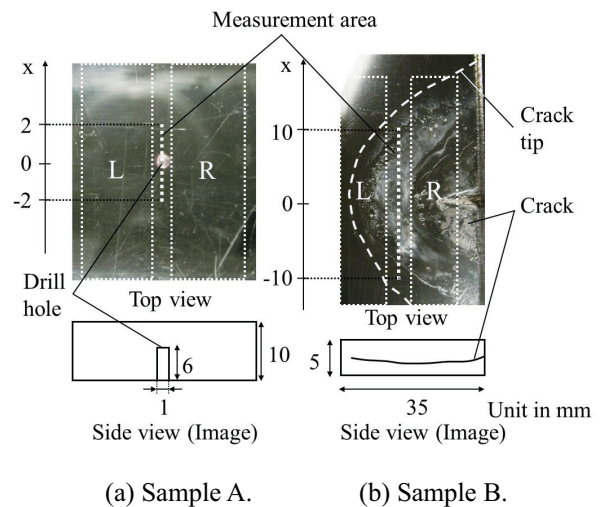 Measurement area
x
2
0
-2
L
R
Drill
hole
Top view
6
10
1
Side view (Image)
x
10
0
-10
L
R
Crack
tip
Crack
Top view
5
35
Unit in mm
Side view (Image)
(a) Sample A.
(b) Sample B.